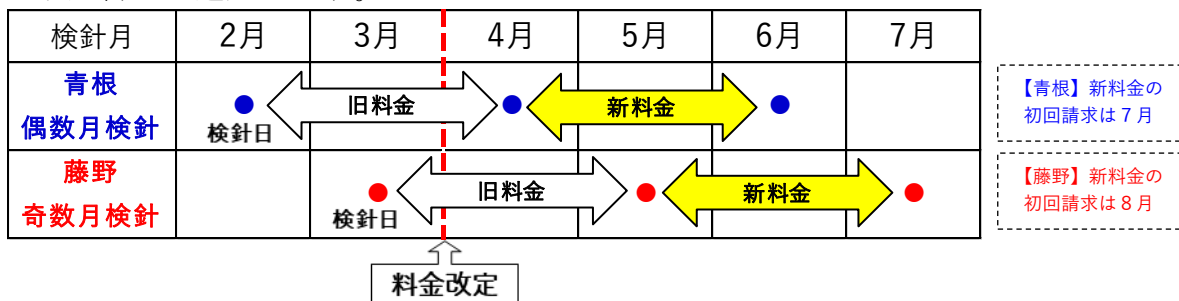 検針月 2月 3月 4月 5月 6月 7月
青根
偶数月検針
検針日
旧料金
新料金
【青根】新料金の
初回請求は７月
藤野
奇数月検針
検針日
旧料金
新料金
【藤野】新料金の
初回請求は８月
料金改定